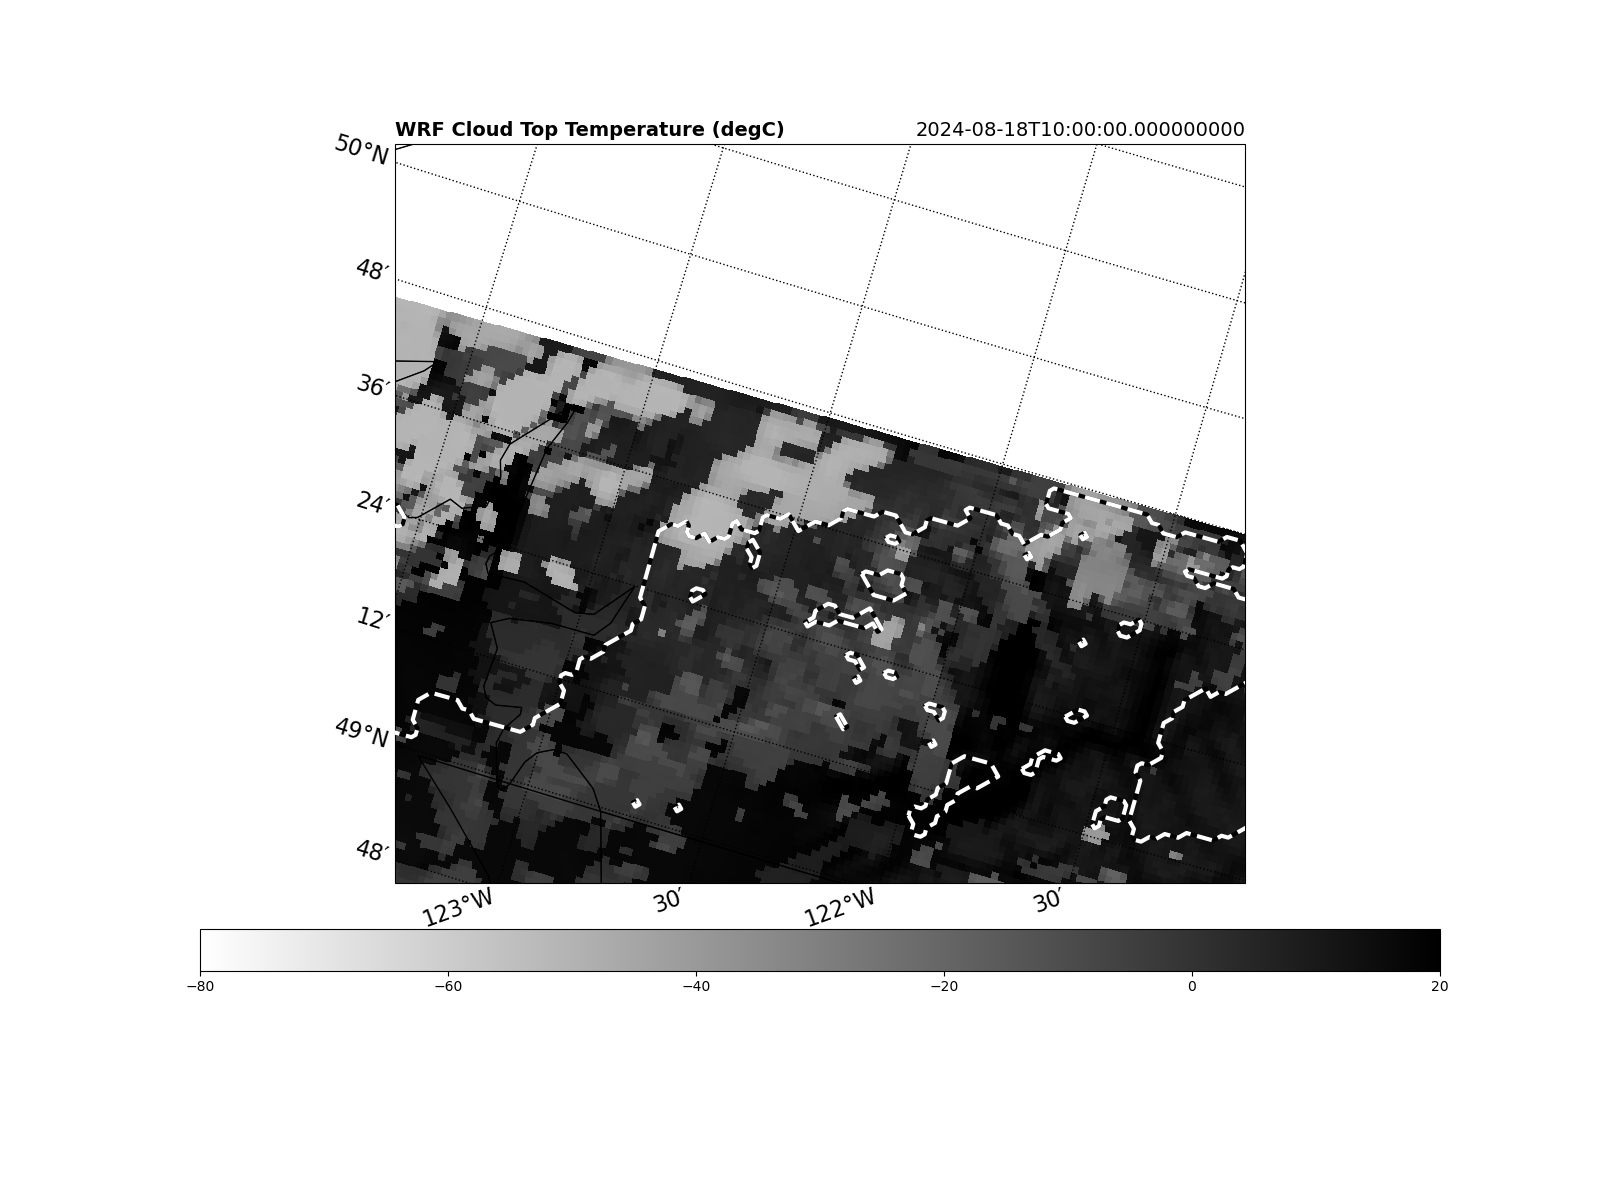 WRF Cloud Top Temperature (degC) 2024-08-18T10:00:00.000000000
50°N
48′
36′
24′
12′
49°N
48′
123°W 30′ 122°W 30′
−80 −60 −40 −20 0 20